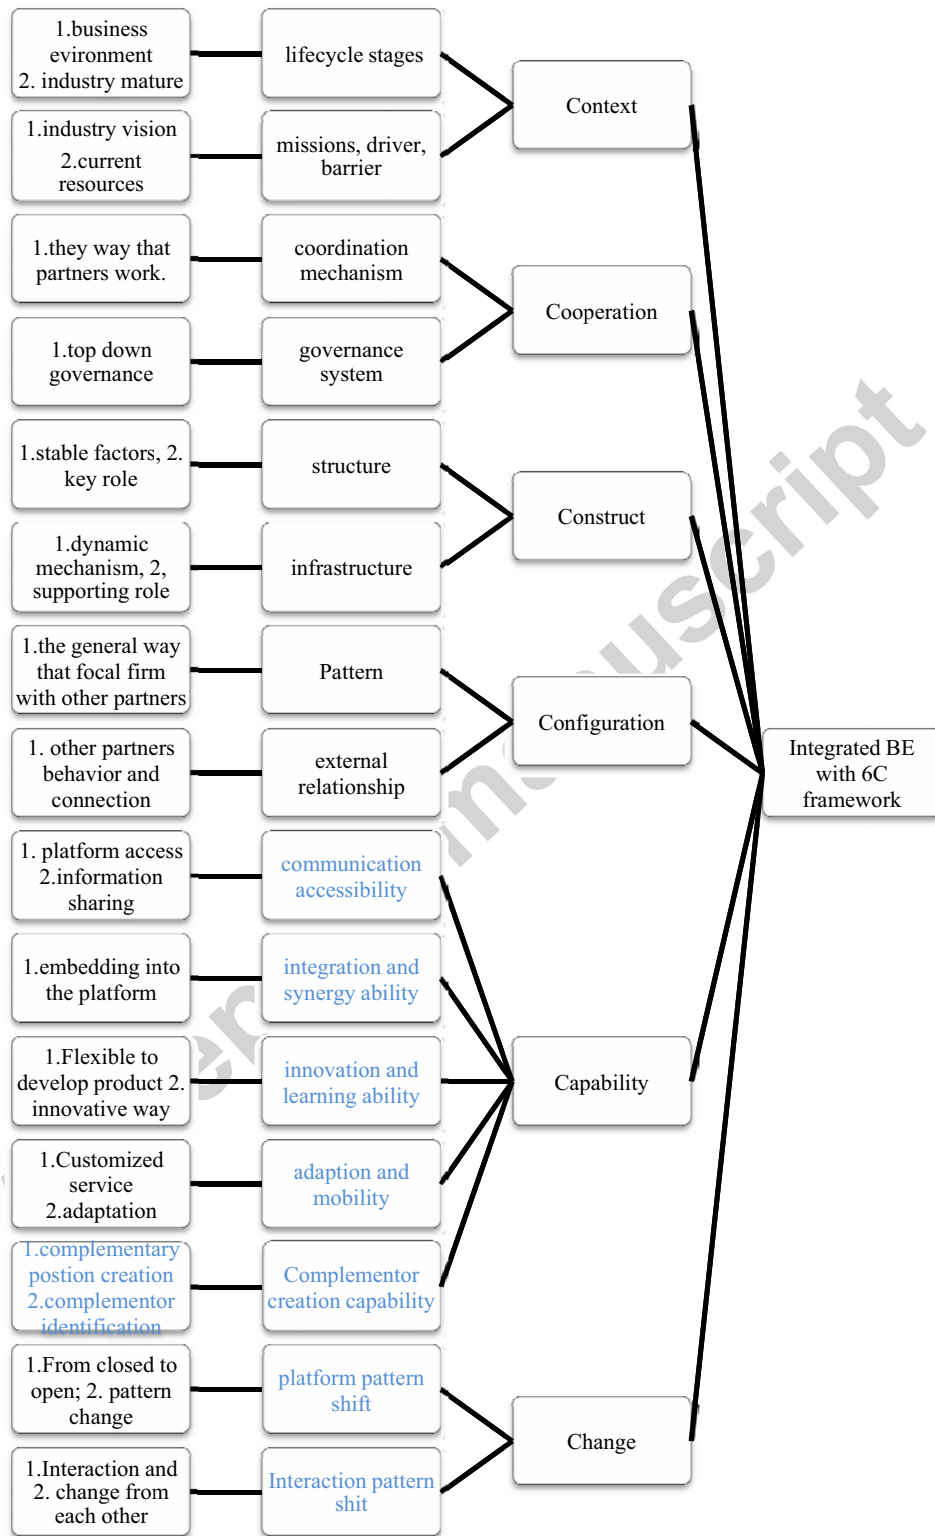 1.business
evironment
2. industry mature
lifecycle stages
Context
1.industry vision
2.current
resources
missions, driver,
barrier
1.they way that
partners work.
coordination
mechanism
Cooperation
1.top down
governance
governance
system
1.stable factors, 2.
key role
structure
Construct
1.dynamic
mechanism, 2,
supporting role
infrastructure
1.the general way
that focal firm
with other partners
Pattern
Configuration
1. other partners
behavior and
connection
external
relationship
Integrated BE
with 6C
framework
1. platform access
2.information
sharing
communication
accessibility
1.embedding into
the platform
integration and
synergy ability
1.Flexible to
develop product 2.
innovative way
innovation and
learning ability
Capability
1.Customized
service
2.adaptation
adaption and
mobility
1.complementary
postion creation
2.complementor
identification
Complementor
creation capability
1.From closed to
open; 2. pattern
change
platform pattern
shift
Change
1.Interaction and
2. change from
each other
Interaction pattern
shit